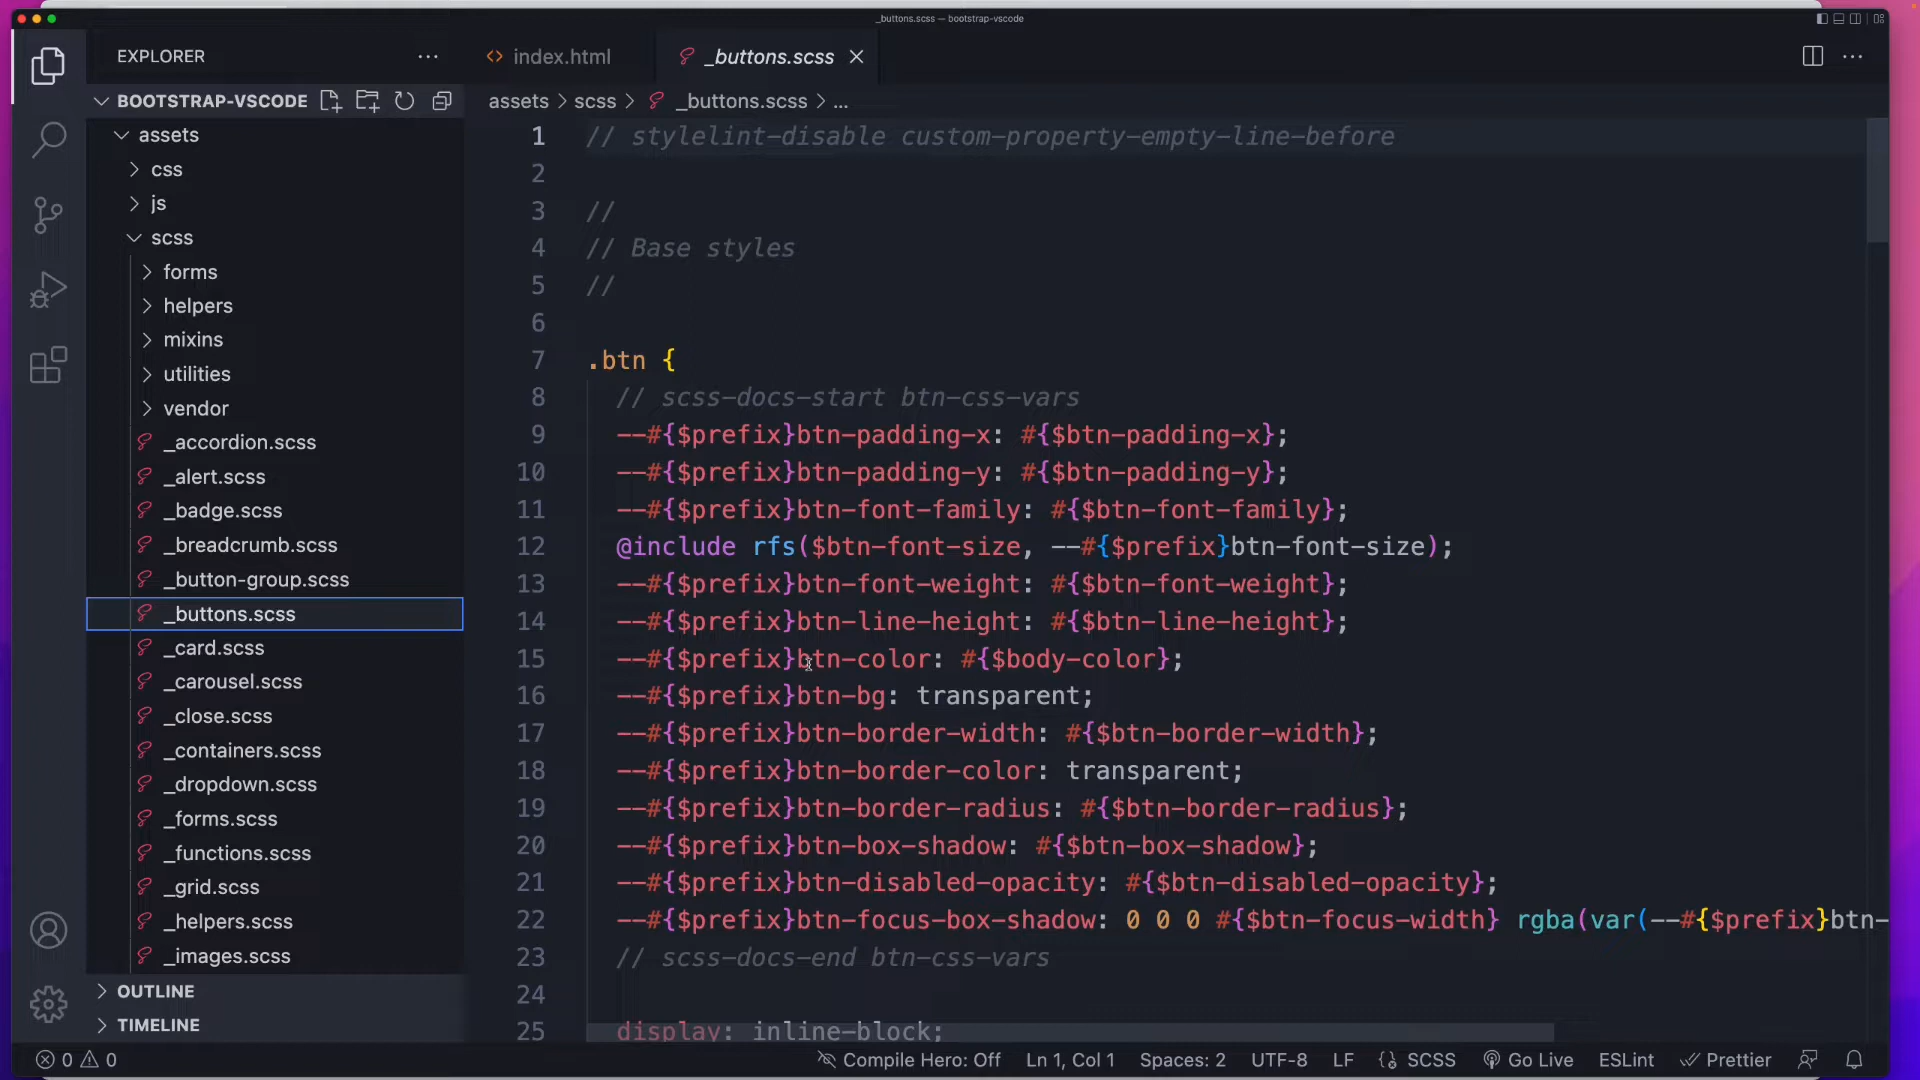 _buttons.scss — bootstrap-vscode
EXPLORER
BOOTSTRAP-VSCODE
assets
css
js
scss
forms
helpers
mixins
utilities
vendor
_accordion.scss
_alert.scss
_badge.scss
_breadcrumb.scss
_button-group.scss
_buttons.scss
_card.scss
_carousel.scss
_close.scss
_containers.scss
_dropdown.scss
_forms.scss
_functions.scss
_grid.scss
_helpers.scss
_images.scss
OUTLINE
TIMELINE
index.html
_buttons.scss
assets > scss > _buttons.scss > ...
1 // stylelint-disable custom-property-empty-line-before
2
3 //
4 // Base styles
5 //
6
7 .btn {
8 // scss-docs-start btn-css-vars
9 --#{$prefix}btn-padding-x: #{$btn-padding-x};
10 --#{$prefix}btn-padding-y: #{$btn-padding-y};
11 --#{$prefix}btn-font-family: #{$btn-font-family};
12 @include rfs($btn-font-size, --#{$prefix}btn-font-size);
13 --#{$prefix}btn-font-weight: #{$btn-font-weight};
14 --#{$prefix}btn-line-height: #{$btn-line-height};
15 --#{$prefix}btn-color: #{$body-color};
16 --#{$prefix}btn-bg: transparent;
17 --#{$prefix}btn-border-width: #{$btn-border-width};
18 --#{$prefix}btn-border-color: transparent;
19 --#{$prefix}btn-border-radius: #{$btn-border-radius};
20 --#{$prefix}btn-box-shadow: #{$btn-box-shadow};
21 --#{$prefix}btn-disabled-opacity: #{$btn-disabled-opacity};
22 --#{$prefix}btn-focus-box-shadow: 0 0 0 #{$btn-focus-width} rgba(var(--#{$prefix}btn-
23 // scss-docs-end btn-css-vars
24
25 display: inline-block;
0 0 Compile Hero: Off Ln 1, Col 1 Spaces: 2 UTF-8 LF SCSS Go Live ESLint Prettier